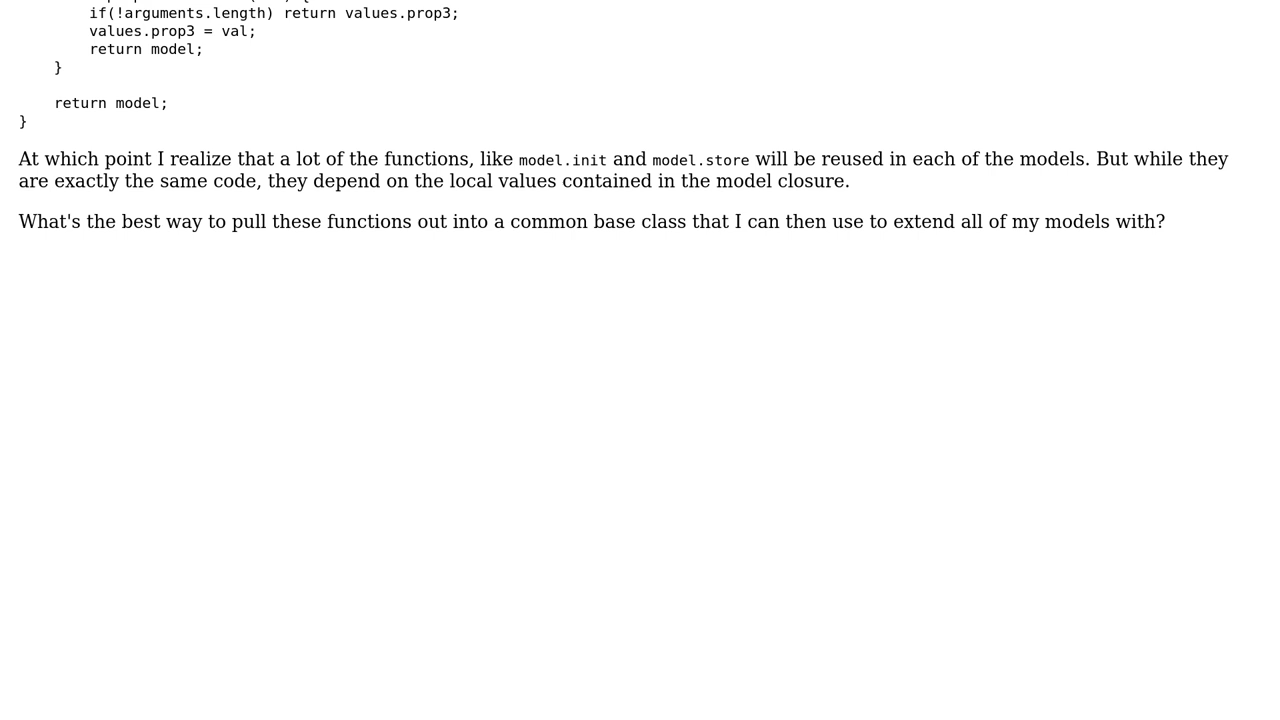 if(!arguments.length) return values.prop3;
values.prop3 = val;
return model;
}
return model;
}
At which point I realize that a lot of the functions, like model.init and model.store will be reused in each of the models. But while they
are exactly the same code, they depend on the local values contained in the model closure.
What's the best way to pull these functions out into a common base class that I can then use to extend all of my models with?